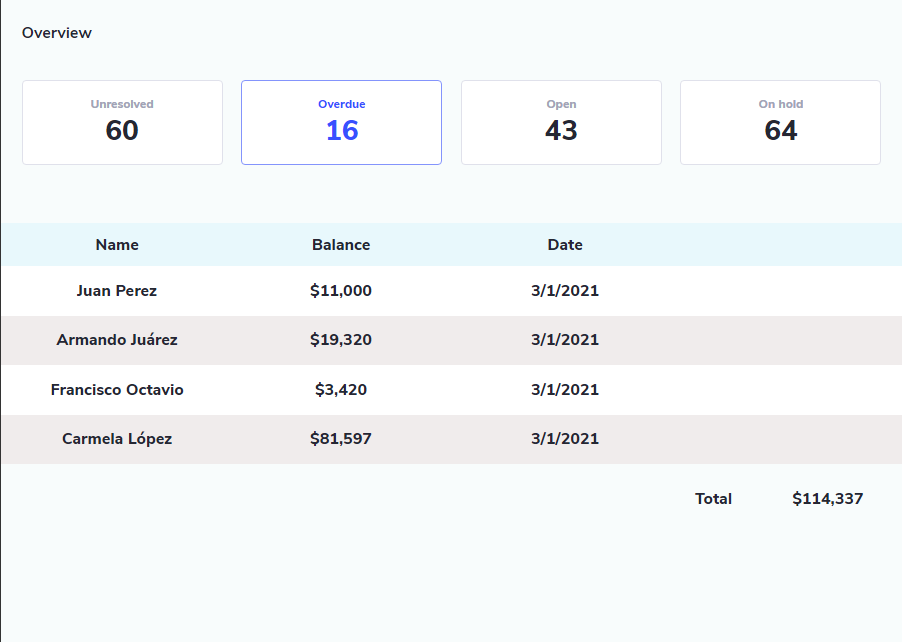 Overview
Unresolved Overdue Open On hold
60 16 43 64
Name Balance Date
Juan Perez $11,000 3/1/2021
Armando Juárez $19,320 3/1/2021
Francisco Octavio $3,420 3/1/2021
Carmela López $81,597 3/1/2021
Total $114,337